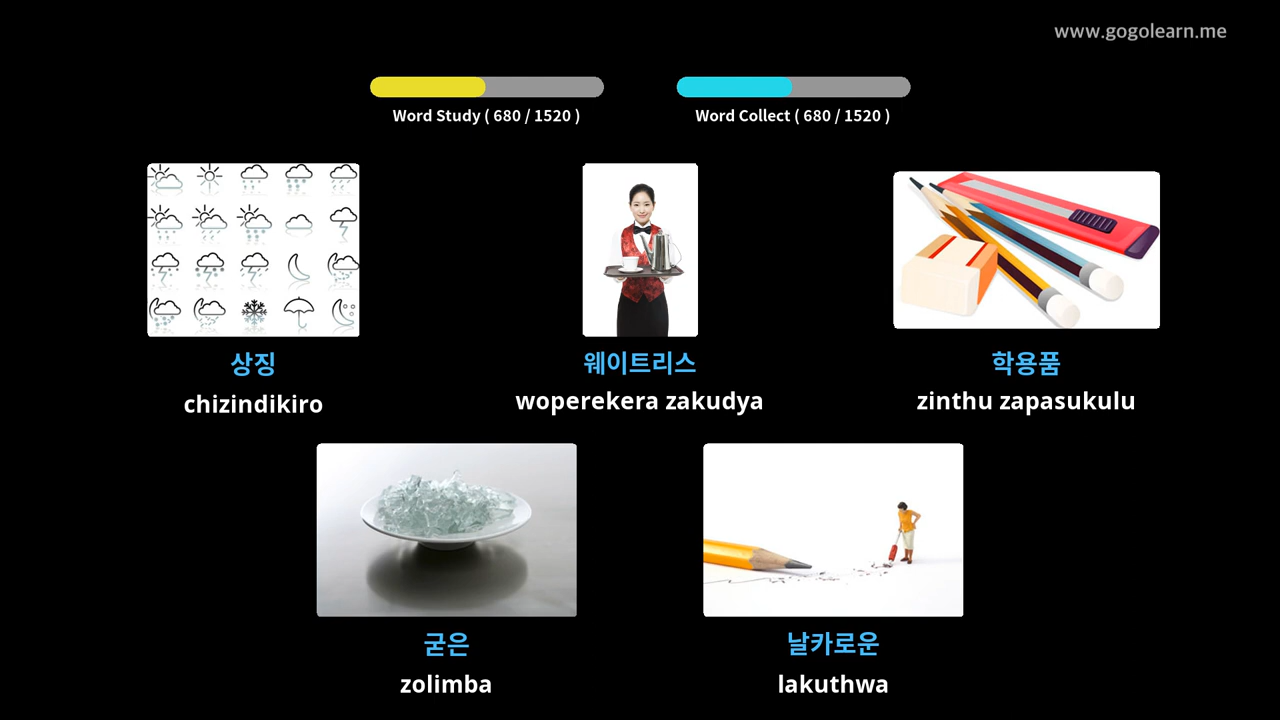 www.gogolearn.me
Word Study ( 680 / 1520 )
Word Collect ( 680 / 1520 )
상징
chizindikiro
웨이트리스
woperekera zakudya
학용품
zinthu zapasukulu
굳은
zolimba
날카로운
lakuthwa